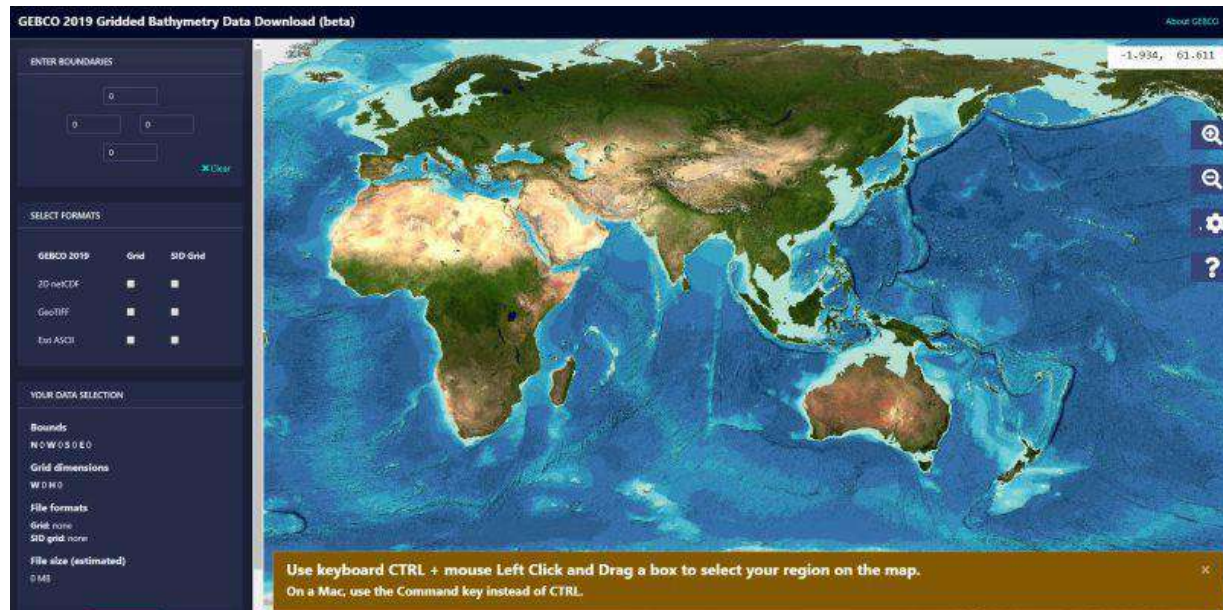 GEBCO 2019 Gridded Bathymetry Data Download (beta)
About GEBCO
ENTER BOUNDARIES
0
0 0
0
✖ Clear
SELECT FORMATS
GEBCO 2019 Grid SID Grid
2D netCDF
GeoTIFF
Esri ASCII
YOUR DATA SELECTION
Bounds
N 0 W 0 S 0 E 0
Grid dimensions
W 0 H 0
File formats
Grid: none
SID grid: none
File size (estimated)
0 MB
-1.934, 61.611
?
Use keyboard CTRL + mouse Left Click and Drag a box to select your region on the map.
×
On a Mac, use the Command key instead of CTRL.